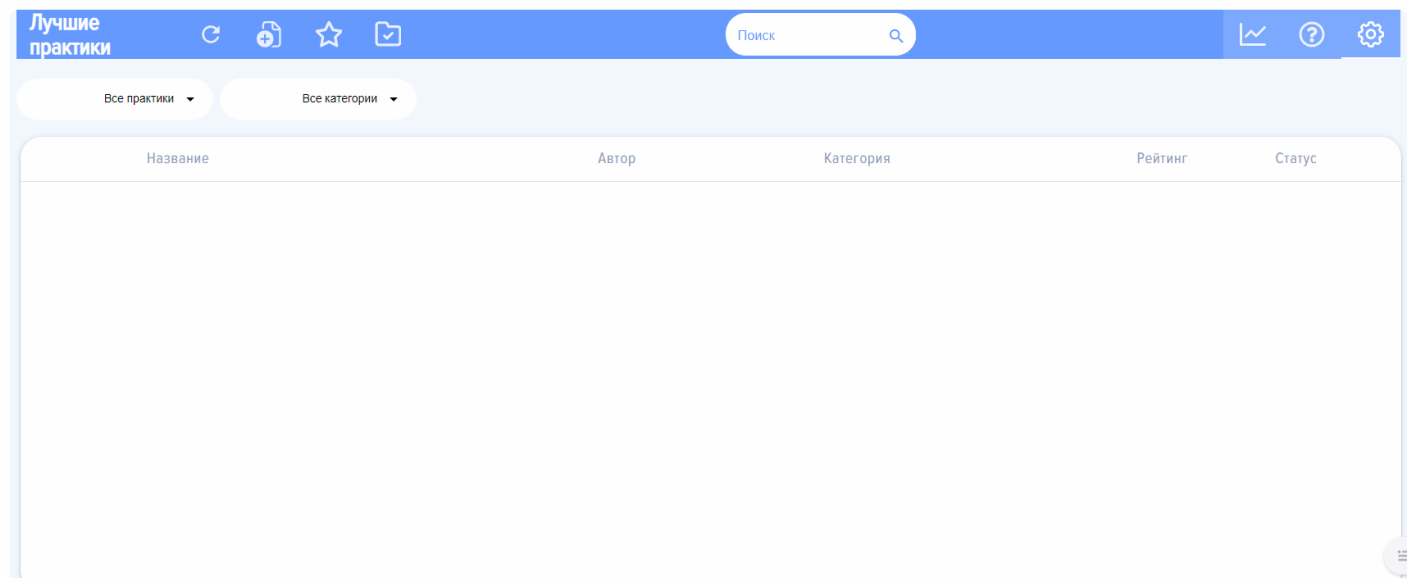 Лучшие
практики
Поиск
Все практики
Все категории
Название Автор Категория Рейтинг Статус